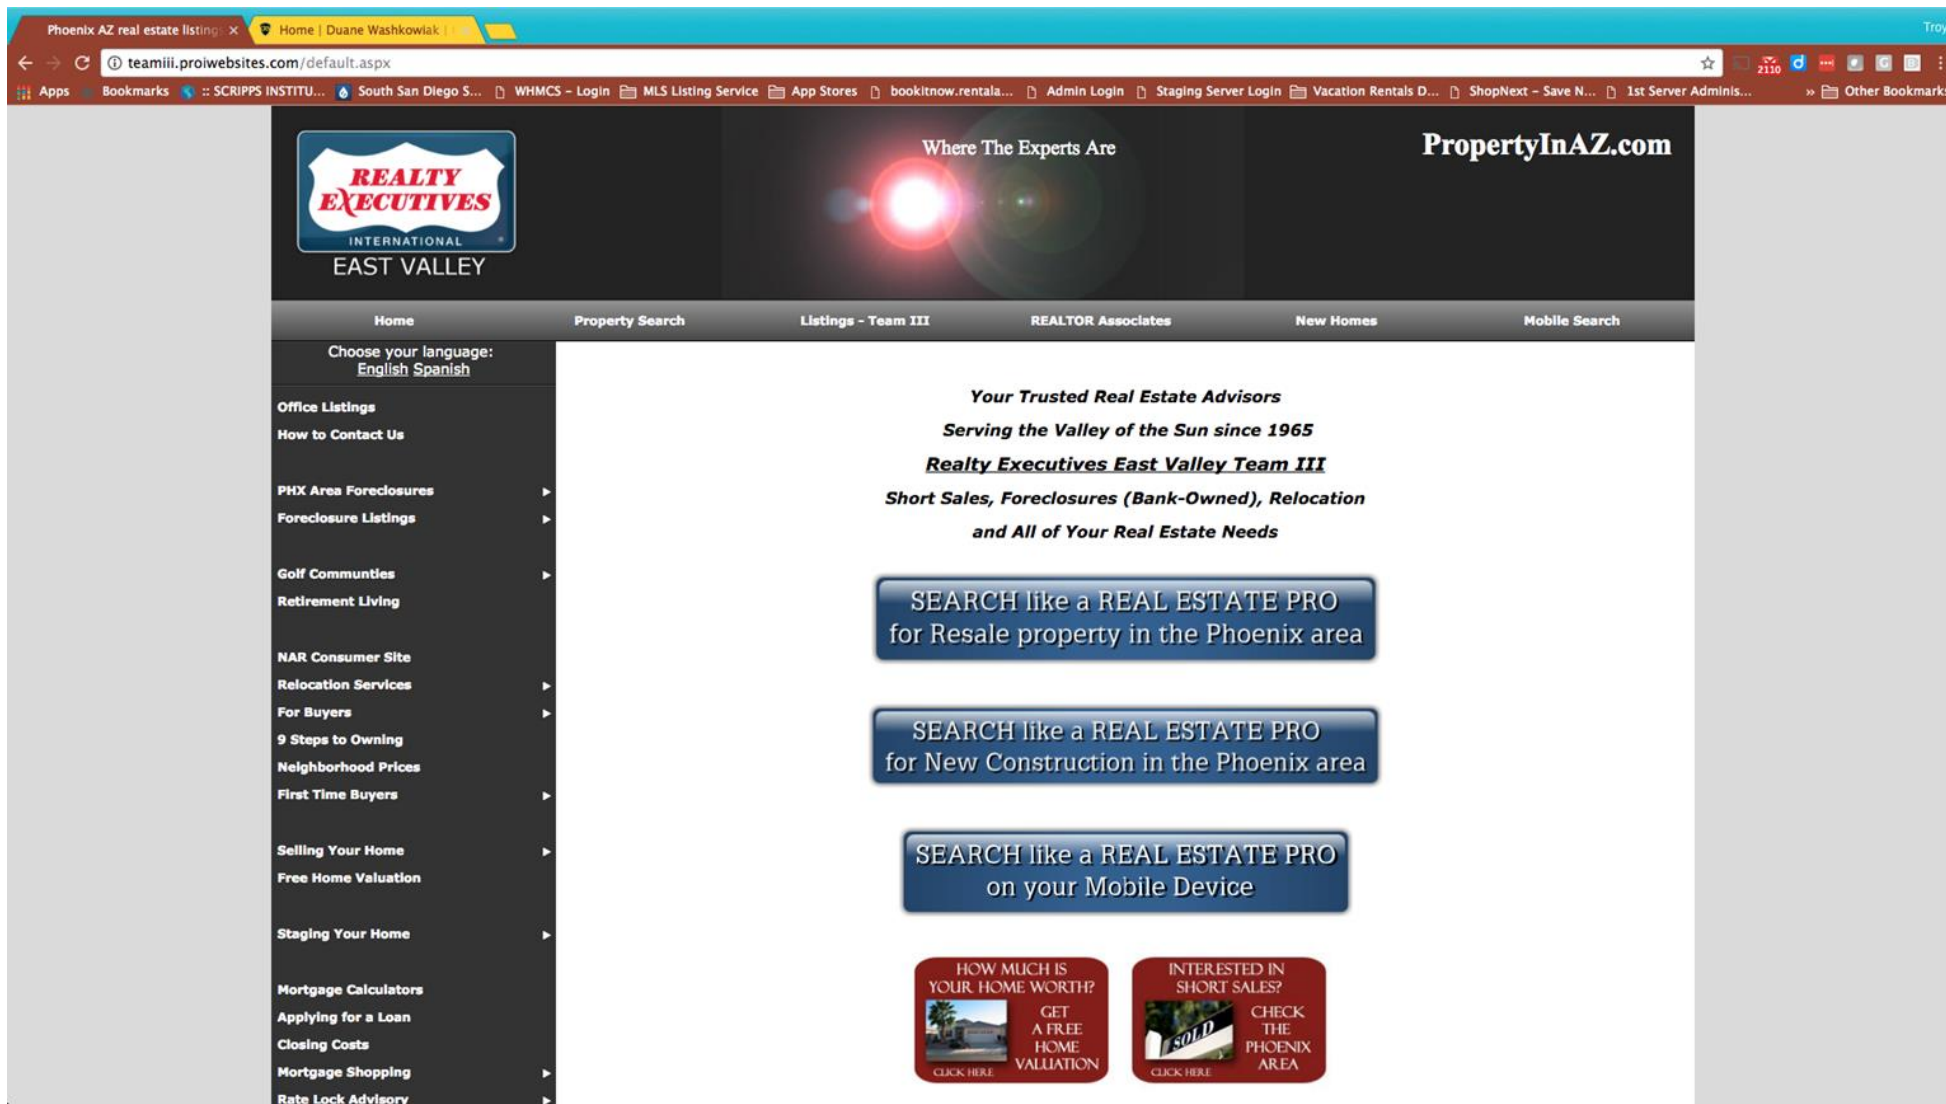 Phoenix AZ real estate listings
Home | Duane Washkowiak |
Troy
teamiii.proiwebsites.com/default.aspx
2110
Apps
Bookmarks
:: SCRIPPS INSTITU...
South San Diego S...
WHMCS - Login
MLS Listing Service
App Stores
bookitnow.rentala...
Admin Login
Staging Server Login
Vacation Rentals D...
ShopNext - Save N...
1st Server Adminis...
» Other Bookmarks
REALTY
EXECUTIVES
INTERNATIONAL
EAST VALLEY
Where The Experts Are
PropertyInAZ.com
Home
Property Search
Listings - Team III
REALTOR Associates
New Homes
Mobile Search
Choose your language:
English Spanish
Office Listings
How to Contact Us
PHX Area Foreclosures
Foreclosure Listings
Golf Communties
Retirement Living
NAR Consumer Site
Relocation Services
For Buyers
9 Steps to Owning
Neighborhood Prices
First Time Buyers
Selling Your Home
Free Home Valuation
Staging Your Home
Mortgage Calculators
Applying for a Loan
Closing Costs
Mortgage Shopping
Rate Lock Advisory
Your Trusted Real Estate Advisors
Serving the Valley of the Sun since 1965
Realty Executives East Valley Team III
Short Sales, Foreclosures (Bank-Owned), Relocation
and All of Your Real Estate Needs
SEARCH like a REAL ESTATE PRO
for Resale property in the Phoenix area
SEARCH like a REAL ESTATE PRO
for New Construction in the Phoenix area
SEARCH like a REAL ESTATE PRO
on your Mobile Device
HOW MUCH IS
YOUR HOME WORTH?
GET
A FREE
HOME
VALUATION
CLICK HERE
INTERESTED IN
SHORT SALES?
SOLD
CHECK
THE
PHOENIX
AREA
CLICK HERE